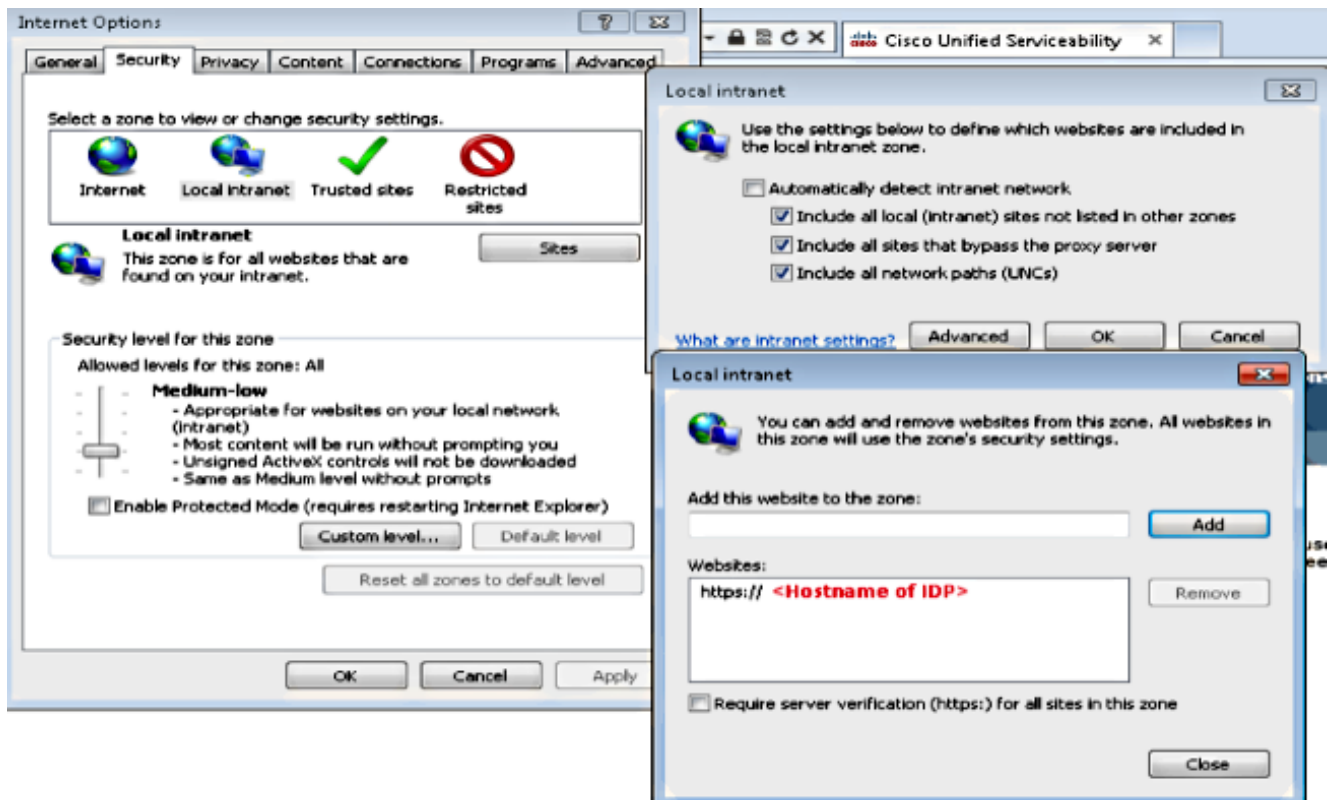 Internet Options
General Security Privacy Content Connections Programs Advanced
Select a zone to view or change security settings.
Internet
Local intranet
Trusted sites
Restricted
sites
Local intranet
This zone is for all websites that are
found on your intranet.
Sites
Security level for this zone
Allowed levels for this zone: All
Medium-low
- Appropriate for websites on your local network
(intranet)
- Most content will be run without prompting you
- Unsigned ActiveX controls will not be downloaded
- Same as Medium level without prompts
Enable Protected Mode (requires restarting Internet Explorer)
Custom level...
Default level
Reset all zones to default level
OK
Cancel
Apply
cisco Cisco Unified Serviceability
Local intranet
Use the settings below to define which websites are included in
the local intranet zone.
Automatically detect intranet network
Include all local (intranet) sites not listed in other zones
Include all sites that bypass the proxy server
Include all network paths (UNCs)
What are intranet settings?
Advanced
OK
Cancel
Local intranet
You can add and remove websites from this zone. All websites in
this zone will use the zone's security settings.
Add this website to the zone:
Add
Websites:
https:// <Hostname of IDP>
Remove
Require server verification (https:) for all sites in this zone
Close